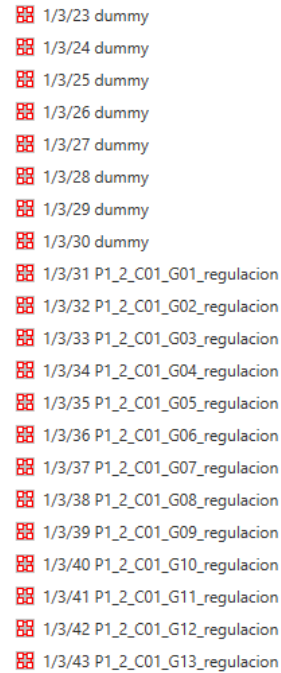 1/3/23 dummy
1/3/24 dummy
1/3/25 dummy
1/3/26 dummy
1/3/27 dummy
1/3/28 dummy
1/3/29 dummy
1/3/30 dummy
1/3/31 P1_2_C01_G01_regulacion
1/3/32 P1_2_C01_G02_regulacion
1/3/33 P1_2_C01_G03_regulacion
1/3/34 P1_2_C01_G04_regulacion
1/3/35 P1_2_C01_G05_regulacion
1/3/36 P1_2_C01_G06_regulacion
1/3/37 P1_2_C01_G07_regulacion
1/3/38 P1_2_C01_G08_regulacion
1/3/39 P1_2_C01_G09_regulacion
1/3/40 P1_2_C01_G10_regulacion
1/3/41 P1_2_C01_G11_regulacion
1/3/42 P1_2_C01_G12_regulacion
1/3/43 P1_2_C01_G13_regulacion